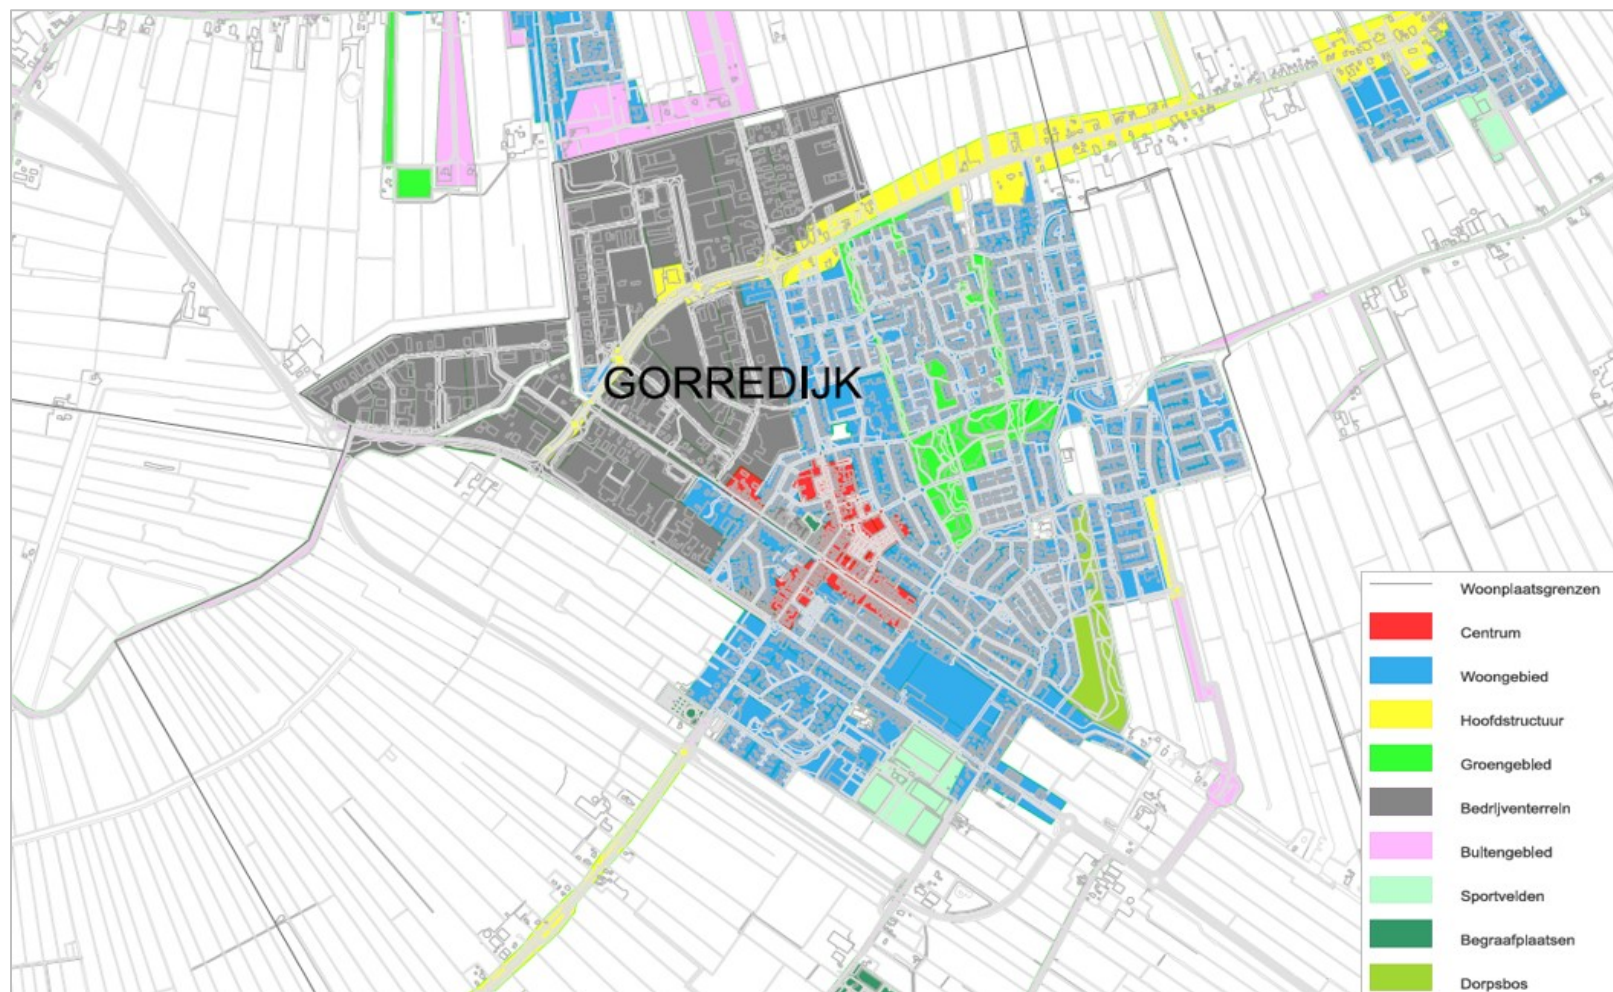 GORREDIJK
Woonplaatsgrenzen
Centrum
Woongebied
Hoofdstructuur
Groengebied
Bedrijventerrein
Buitengebied
Sportvelden
Begraafplaatsen
Dorpsbos